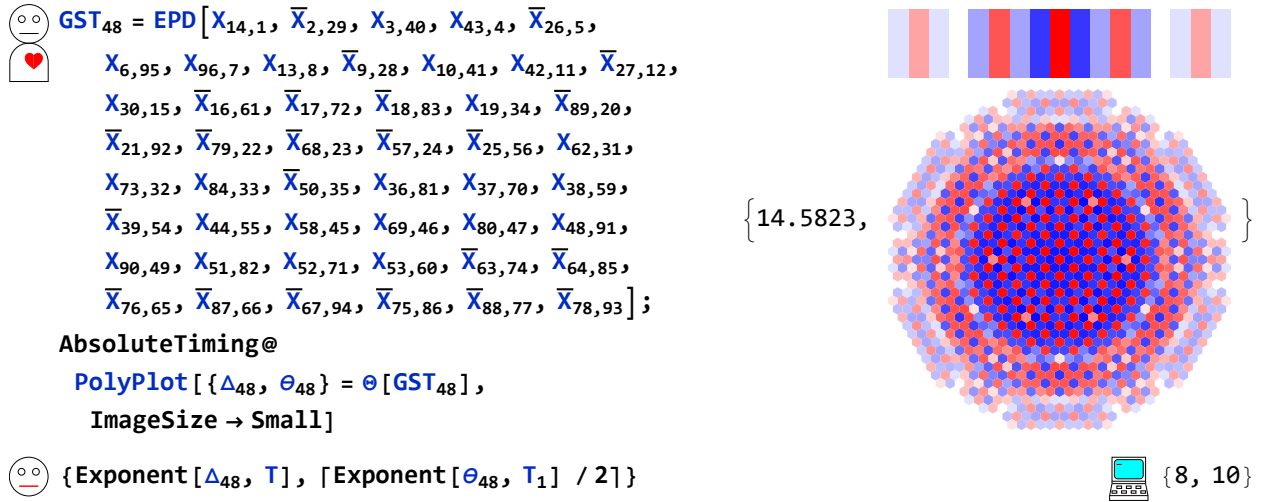 GST₄₈ = EPD[X₁₄,₁, X̅₂,₂₉, X₃,₄₀, X₄₃,₄, X̅₂₆,₅,
X₆,₉₅, X₉₆,₇, X₁₃,₈, X̅₉,₂₈, X₁₀,₄₁, X₄₂,₁₁, X̅₂₇,₁₂,
X₃₀,₁₅, X̅₁₆,₆₁, X̅₁₇,₇₂, X̅₁₈,₈₃, X₁₉,₃₄, X̅₈₉,₂₀,
X̅₂₁,₉₂, X̅₇₉,₂₂, X̅₆₈,₂₃, X̅₅₇,₂₄, X̅₂₅,₅₆, X₆₂,₃₁,
X₇₃,₃₂, X₈₄,₃₃, X̅₅₀,₃₅, X₃₆,₈₁, X₃₇,₇₀, X₃₈,₅₉,
X̅₃₉,₅₄, X₄₄,₅₅, X₅₈,₄₅, X₆₉,₄₆, X₈₀,₄₇, X₄₈,₉₁,
X₉₀,₄₉, X₅₁,₈₂, X₅₂,₇₁, X₅₃,₆₀, X̅₆₃,₇₄, X̅₆₄,₈₅,
X̅₇₆,₆₅, X̅₈₇,₆₆, X̅₆₇,₉₄, X̅₇₅,₈₆, X̅₈₈,₇₇, X̅₇₈,₉₃];
AbsoluteTiming@
PolyPlot[{Δ₄₈, θ₄₈} = Θ[GST₄₈],
ImageSize → Small]
{14.5823, }
{Exponent[Δ₄₈, T], ⌈Exponent[θ₄₈, T₁] / 2⌉}
{8, 10}